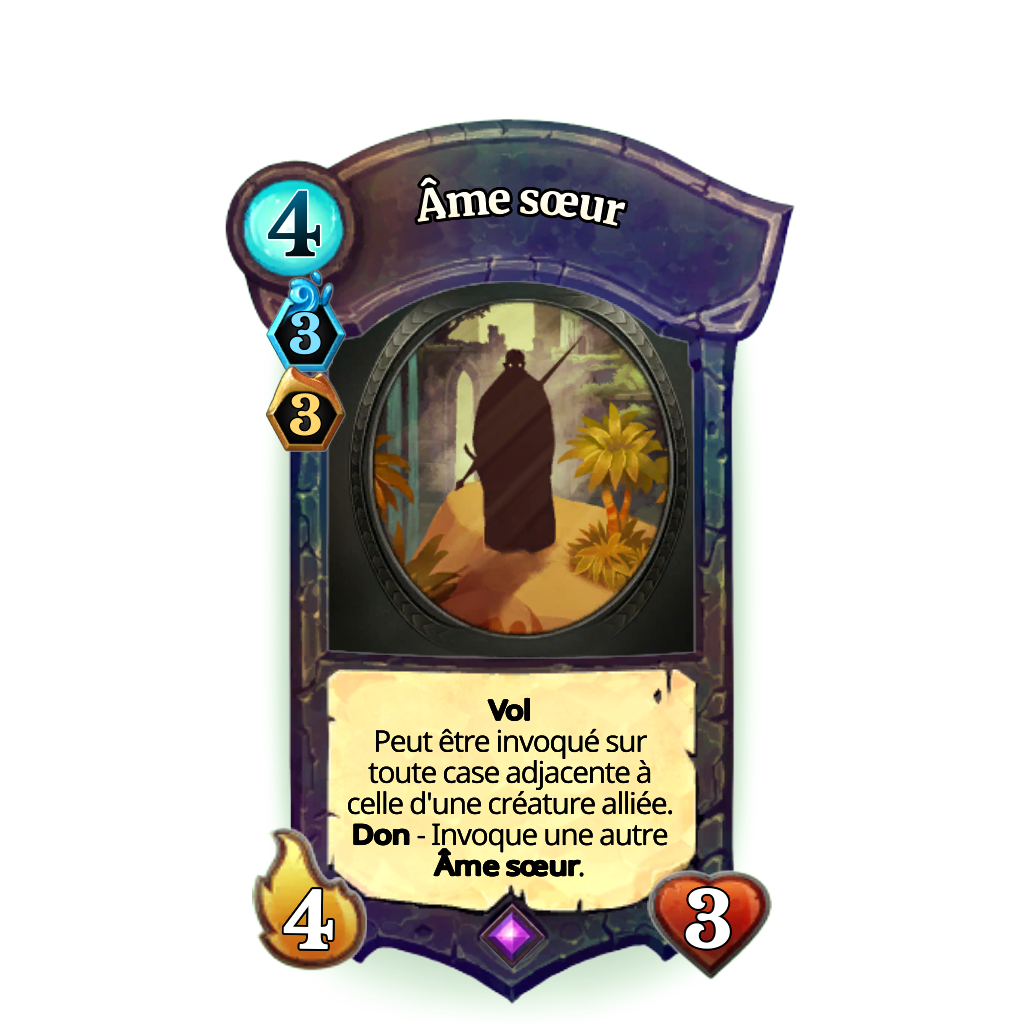 Âme sœur
4
3
3
Vol
Peut être invoqué sur
toute case adjacente à
celle d'une créature alliée.
Don - Invoque une autre
Âme sœur.
4
3